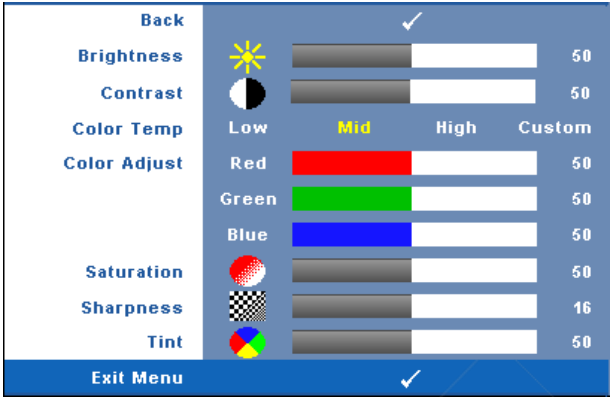 Back
Brightness 50
Contrast 50
Color Temp Low Mid High Custom
Color Adjust Red 50
Green 50
Blue 50
Saturation 50
Sharpness 16
Tint 50
Exit Menu